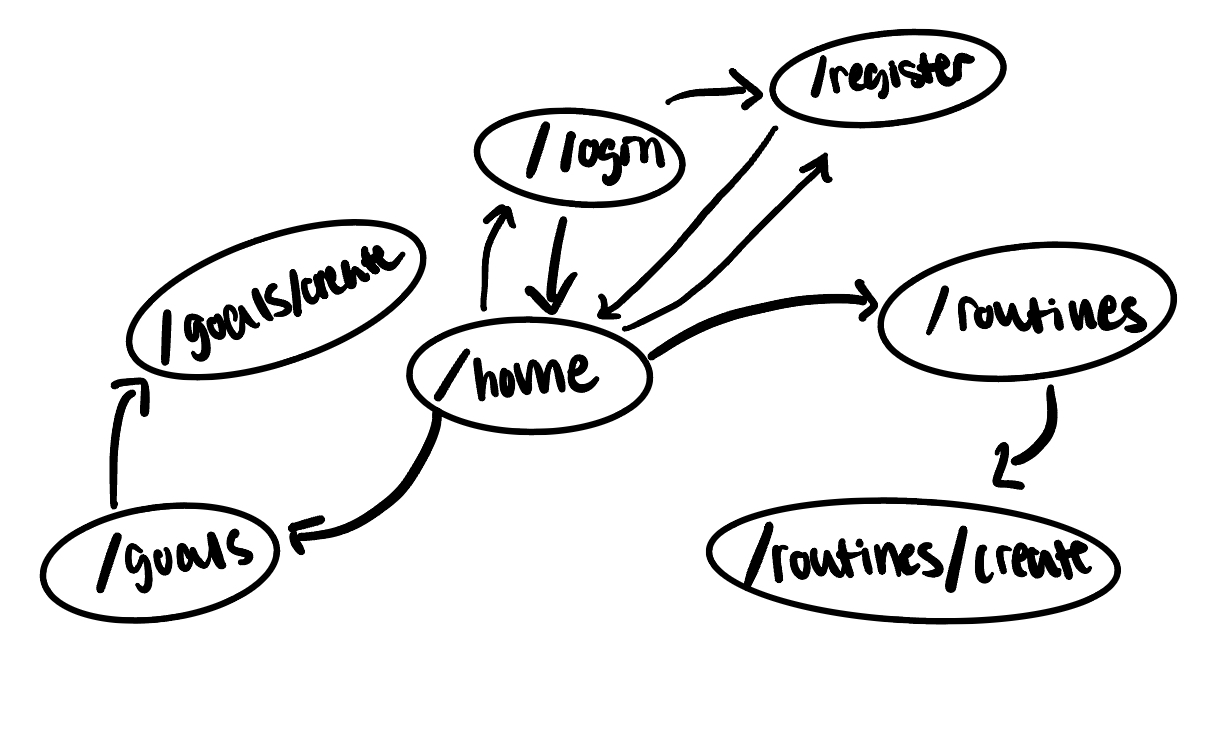 /register
/login
/goals/create
/routines
/home
/goals
/routines/create